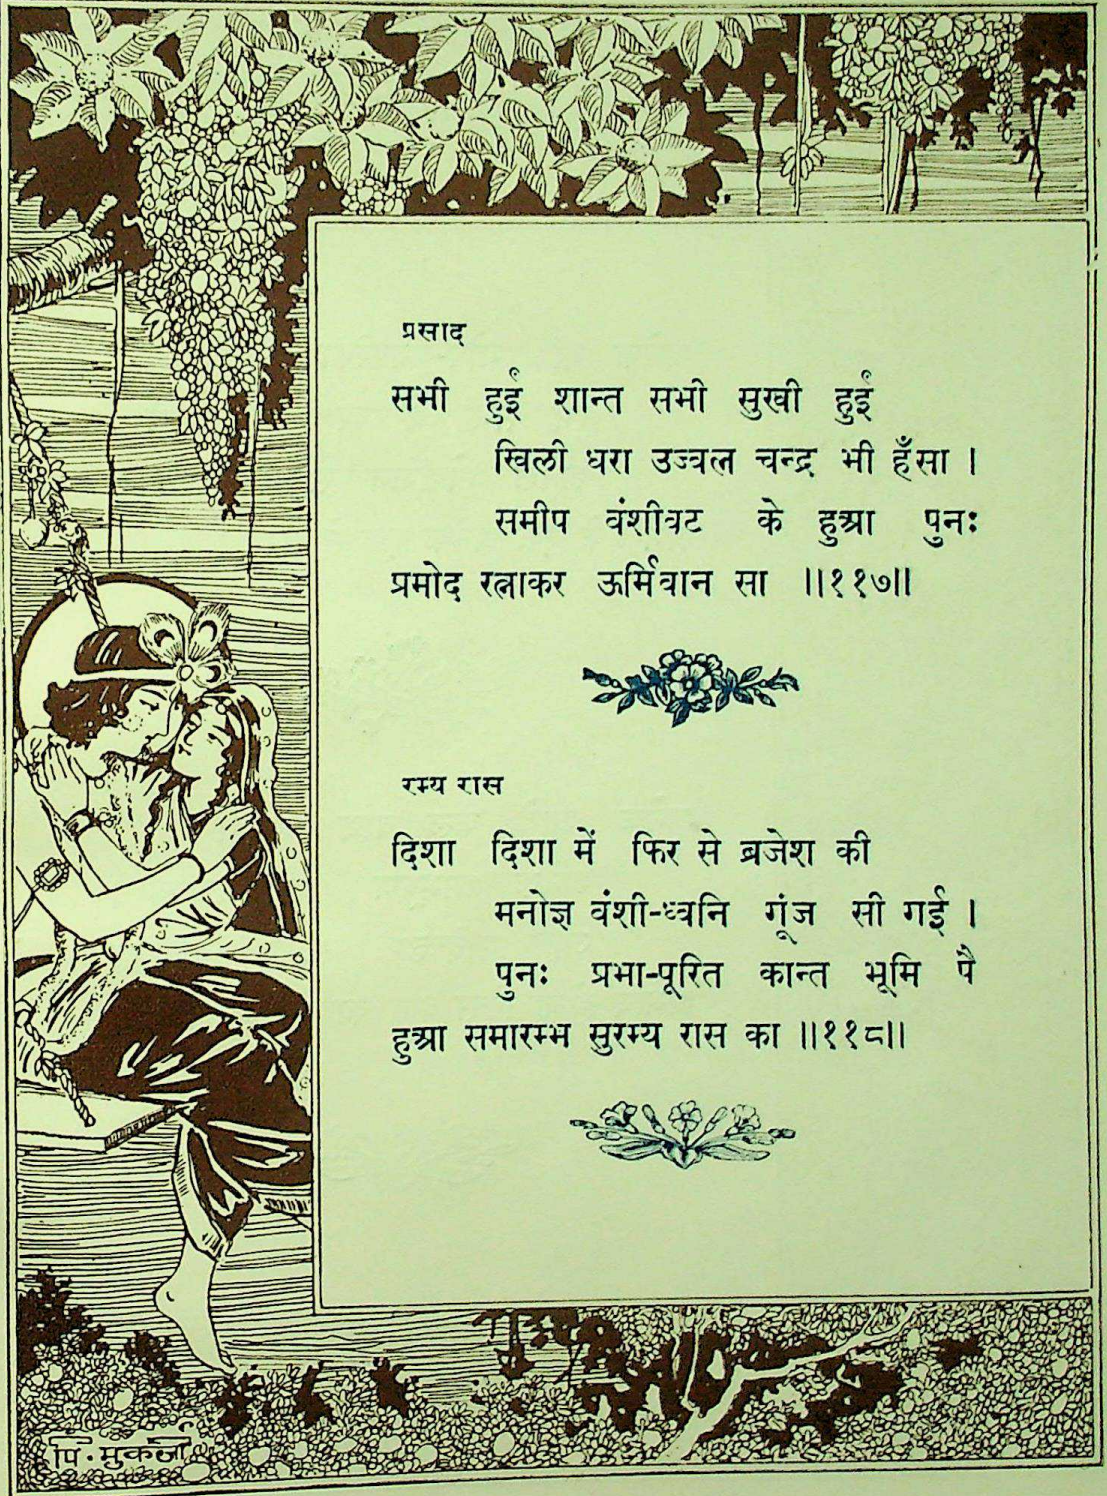 प्रसाद
सभी हुईं शान्त सभी सुखी हुईं
खिली धरा उज्वल चन्द्र भी हँसा ।
समीप वंशीवट के हुआ पुनः
प्रमोद रत्नाकर ऊर्मिवान सा ॥११७॥
रम्य रास
दिशा दिशा में फिर से ब्रजेश की
मनोज्ञ वंशी-ध्वनि गूंज सी गई ।
पुनः प्रभा-पूरित कान्त भूमि पै
हुआ समारम्भ सुरम्य रास का ॥११८॥
पि. मुकर्जी